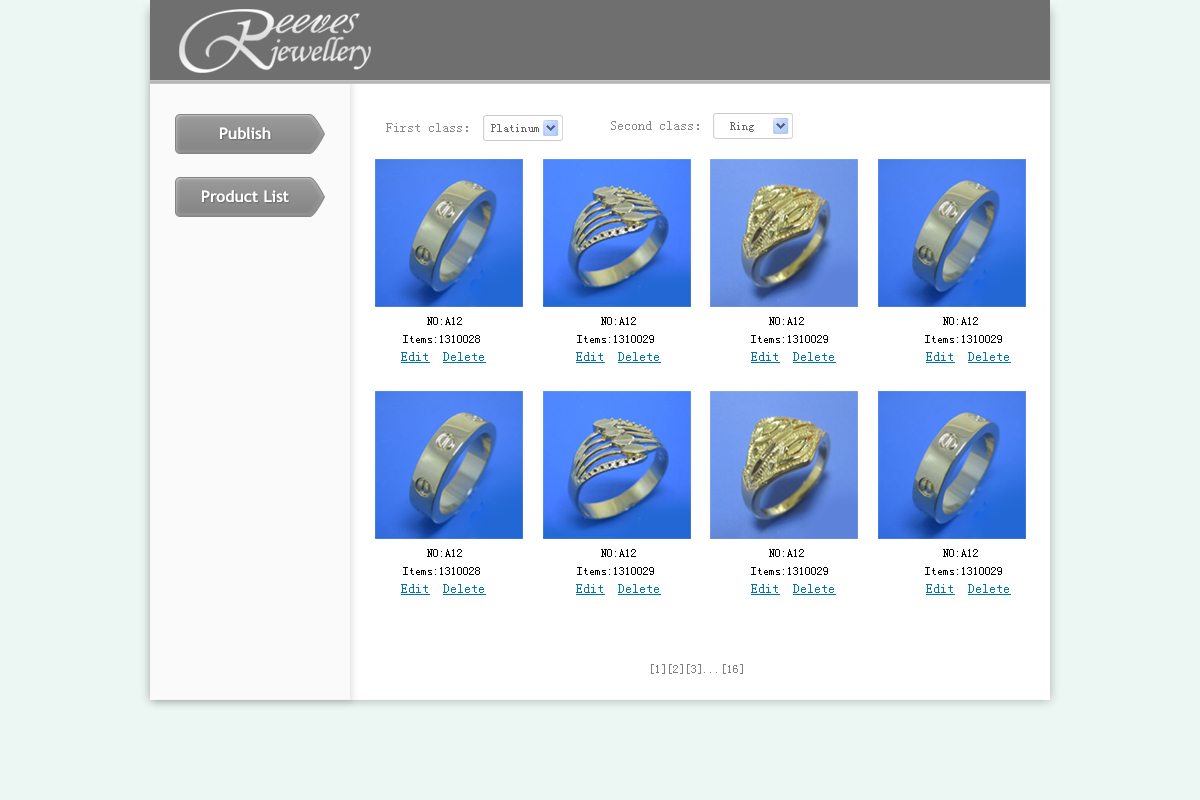 Reeves
jewellery
Publish
Product List
First class: Platinum Second class: Ring
NO:A12 NO:A12 NO:A12 NO:A12
Items:1310028 Items:1310029 Items:1310029 Items:1310029
Edit Delete Edit Delete Edit Delete Edit Delete
NO:A12 NO:A12 NO:A12 NO:A12
Items:1310028 Items:1310029 Items:1310029 Items:1310029
Edit Delete Edit Delete Edit Delete Edit Delete
[1][2][3]...[16]